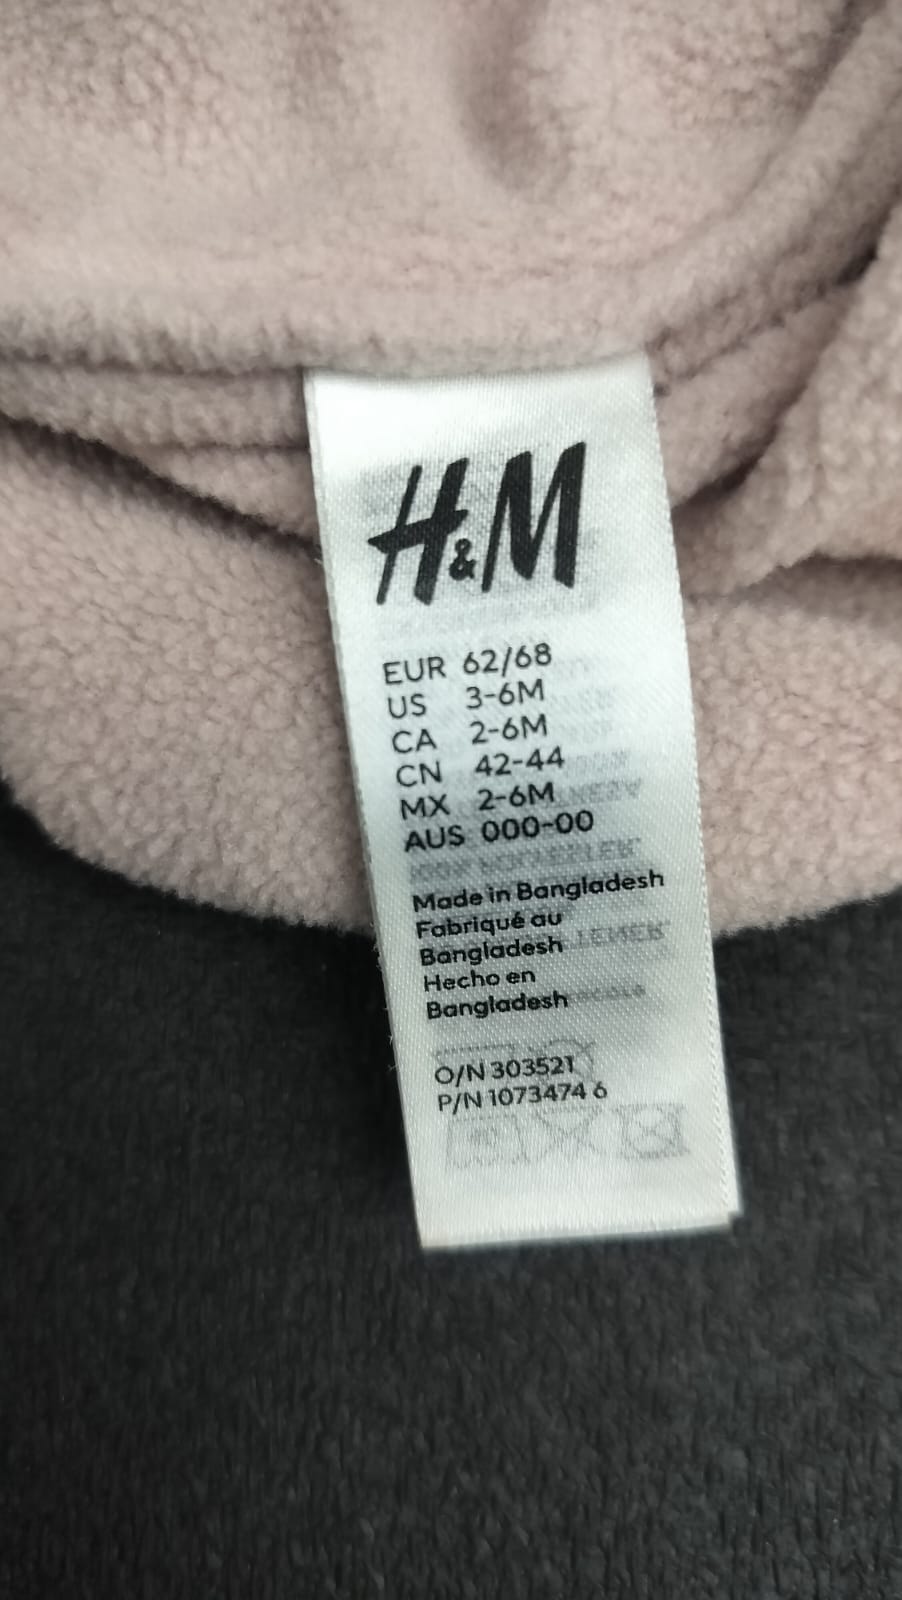 H&M
EUR 62/68
US 3-6M
CA 2-6M
CN 42-44
MX 2-6M
AUS 000-00
Made in Bangladesh
Fabriqué au
Bangladesh
Hecho en
Bangladesh
O/N 303521
P/N 1073474 6